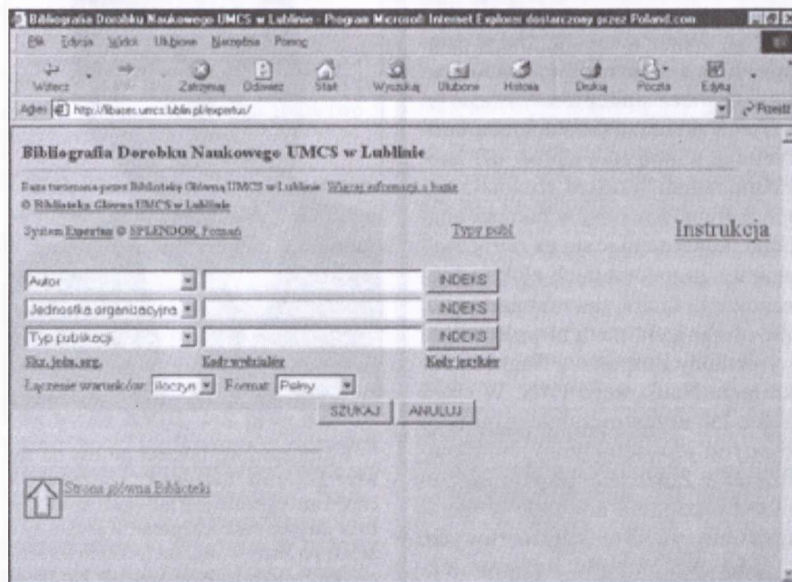 Bibliografia Dorobku Naukowego UMCS w Lublinie - Program Microsoft Internet Explorer dostarczony przez Poland.com
Plik Edycja Widok Ulubione Narzędzia Pomoc
Wstecz Zatrzymaj Odśwież Start Wyszukaj Ulubione Historia Drukuj Poczta Edytuj
Adres http://libases.umcs.lublin.pl/expertus/ Przejdź
Bibliografia Dorobku Naukowego UMCS w Lublinie
Baza tworzona przez Bibliotekę Główną UMCS w Lublinie Więcej informacji o bazie
© Biblioteka Główna UMCS w Lublinie
System Expertus © SPLENDOR, Poznań Typy publ Instrukcja
Autor INDEKS
Jednostka organizacyjna INDEKS
Typ publikacji INDEKS
Skr. jedn. org. Kody wydziałów Kody języków
Łączenie warunków: iloczyn Format: Pełny
SZUKAJ ANULUJ
Strona główna Biblioteki